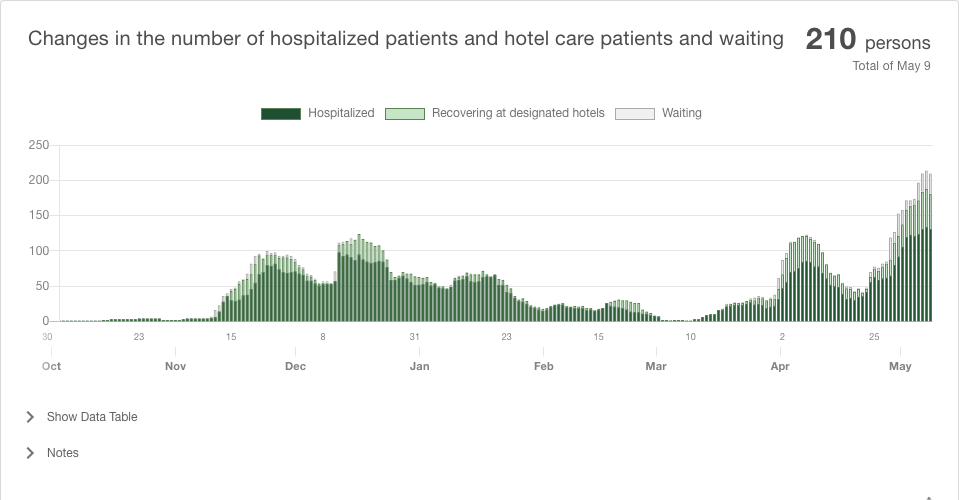 Changes in the number of hospitalized patients and hotel care patients and waiting
210 persons
Total of May 9
Hospitalized Recovering at designated hotels Waiting
250
200
150
100
50
0
30 23 15 8 31 23 15 10 2 25
Oct Nov Dec Jan Feb Mar Apr May
Show Data Table
Notes